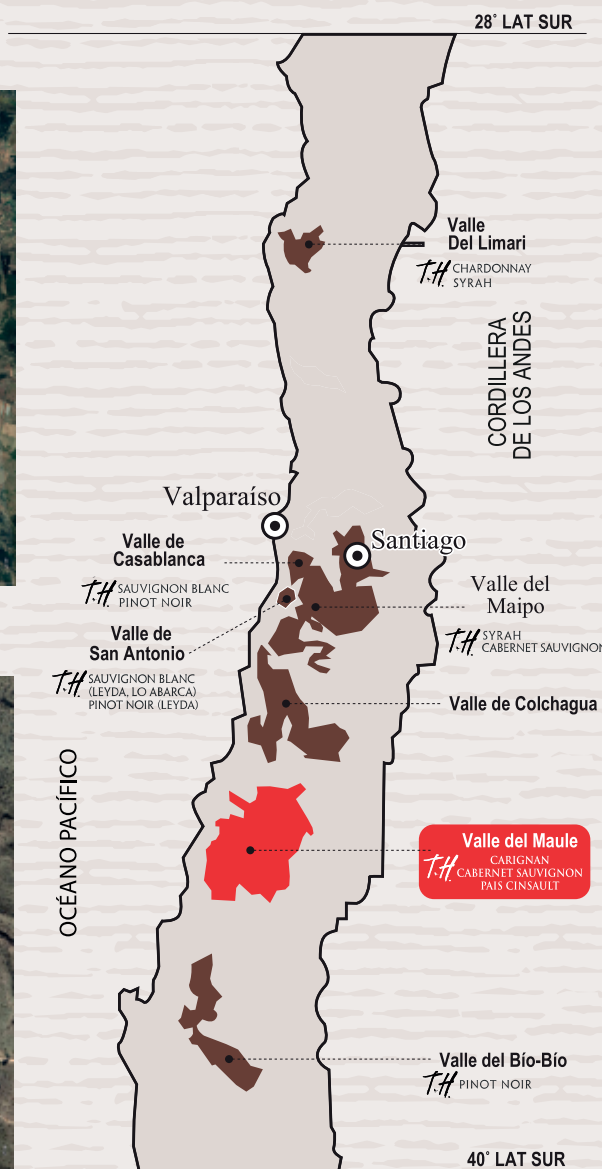 28° LAT SUR
Valle
Del Limari
T.H. CHARDONNAY
SYRAH
CORDILLERA
DE LOS ANDES
Valparaíso
Santiago
Valle de
Casablanca
T.H. SAUVIGNON BLANC
PINOT NOIR
Valle del
Maipo
T.H. SYRAH
CABERNET SAUVIGNON
Valle de
San Antonio
T.H. SAUVIGNON BLANC
(LEYDA, LO ABARCA)
PINOT NOIR (LEYDA)
Valle de Colchagua
OCÉANO PACÍFICO
Valle del Maule
T.H. CARIGNAN
CABERNET SAUVIGNON
PAIS CINSAULT
Valle del Bío-Bío
T.H. PINOT NOIR
40° LAT SUR